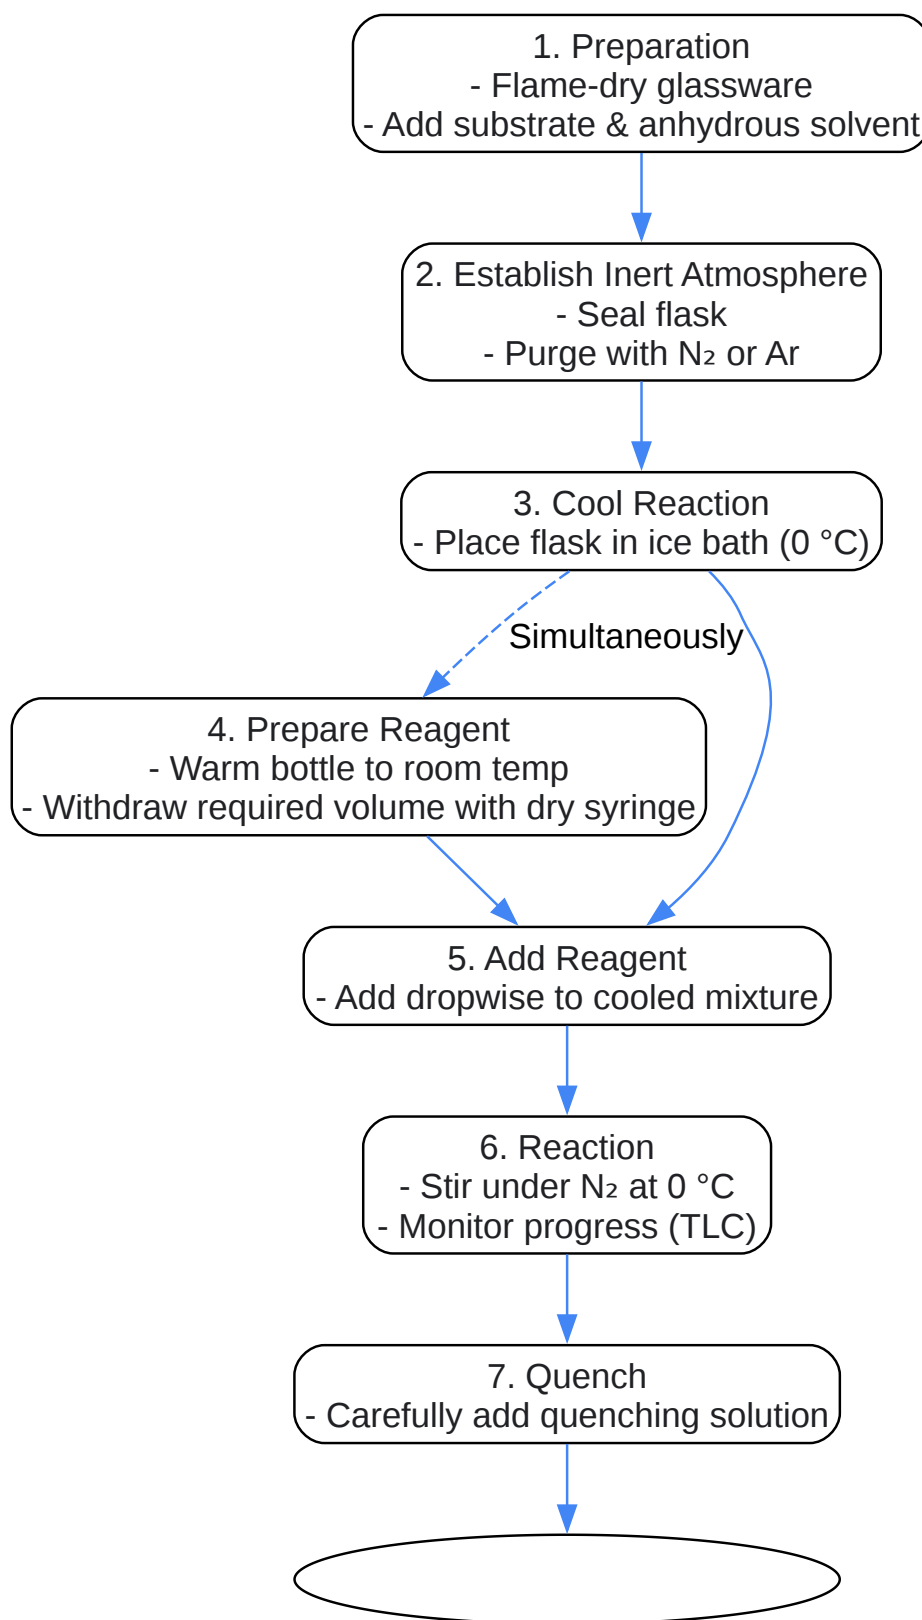 1. Preparation
- Flame-dry glassware
- Add substrate & anhydrous solvent
2. Establish Inert Atmosphere
- Seal flask
- Purge with N₂ or Ar
3. Cool Reaction
- Place flask in ice bath (0 °C)
Simultaneously
4. Prepare Reagent
- Warm bottle to room temp
- Withdraw required volume with dry syringe
5. Add Reagent
- Add dropwise to cooled mixture
6. Reaction
- Stir under N₂ at 0 °C
- Monitor progress (TLC)
7. Quench
- Carefully add quenching solution